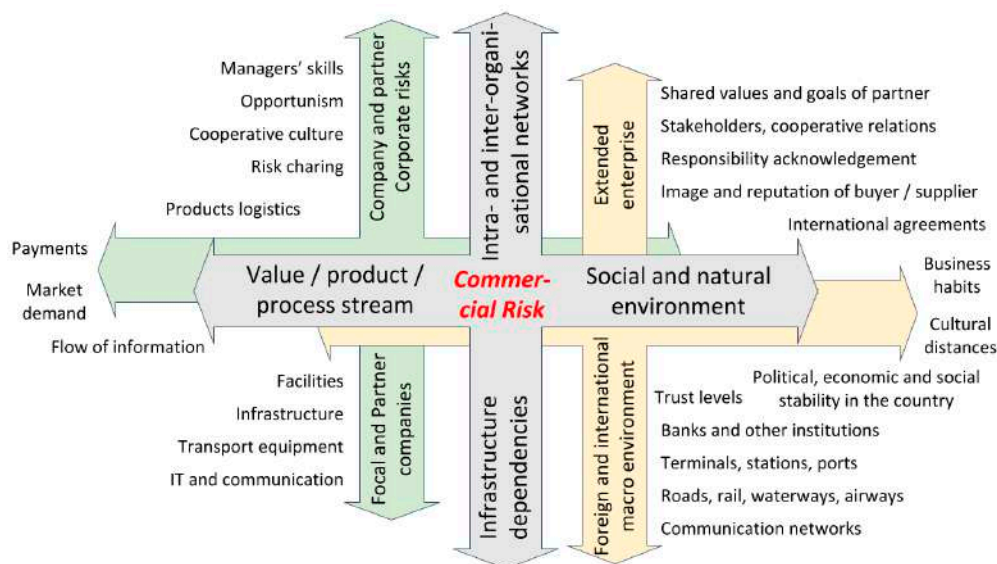 Managers' skills
Opportunism
Cooperative culture
Risk sharing
Products logistics
Payments
Market
demand
Flow of information
Company and partner
Corporate risks
Intra- and inter-organi-
sational networks
Extended
enterprise
Shared values and goals of partner
Stakeholders, cooperative relations
Responsibility acknowledgement
Image and reputation of buyer / supplier
International agreements
Business
habits
Cultural
distances
Value / product /
process stream
Commer-
cial Risk
Social and natural
environment
Facilities
Infrastructure
Transport equipment
IT and communication
Focal and Partner
companies
Infrastructure
dependencies
Foreign and international
macro environment
Political, economic and social
stability in the country
Trust levels
Banks and other institutions
Terminals, stations, ports
Roads, rail, waterways, airways
Communication networks